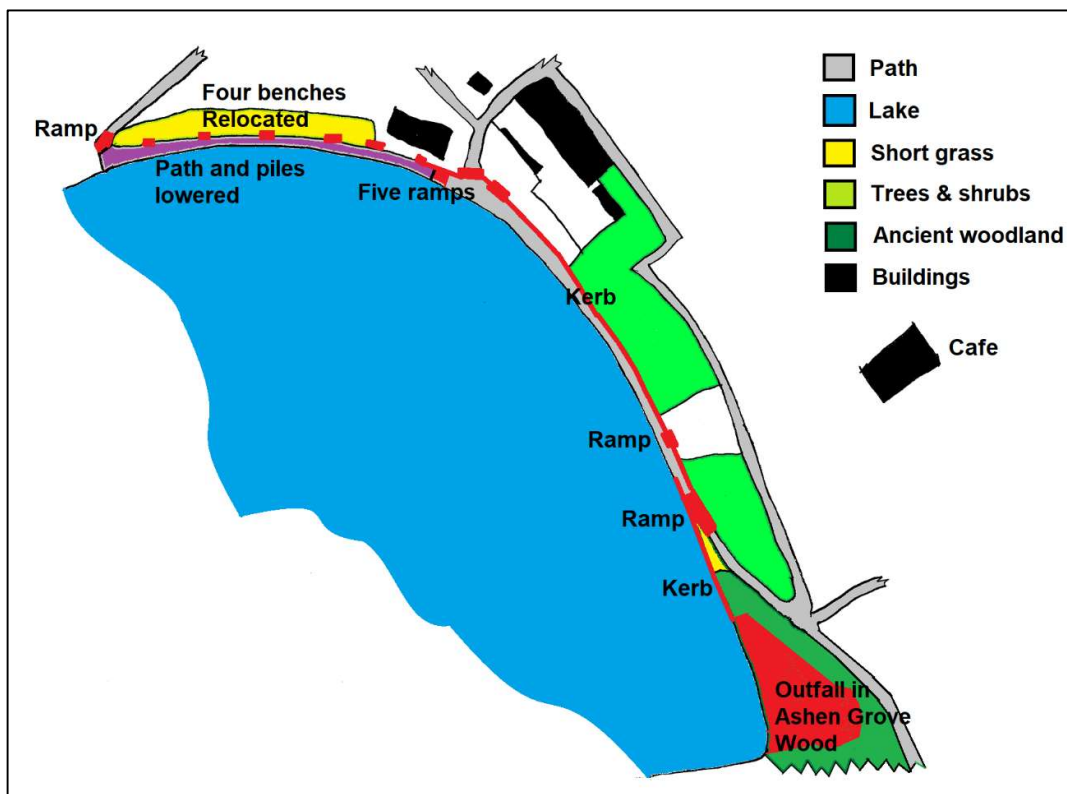 Ramp
Four benches
Relocated
Path and piles
lowered
Five ramps
Kerb
Ramp
Ramp
Kerb
Outfall in
Ashen Grove
Wood
Path
Lake
Short grass
Trees & shrubs
Ancient woodland
Buildings
Cafe